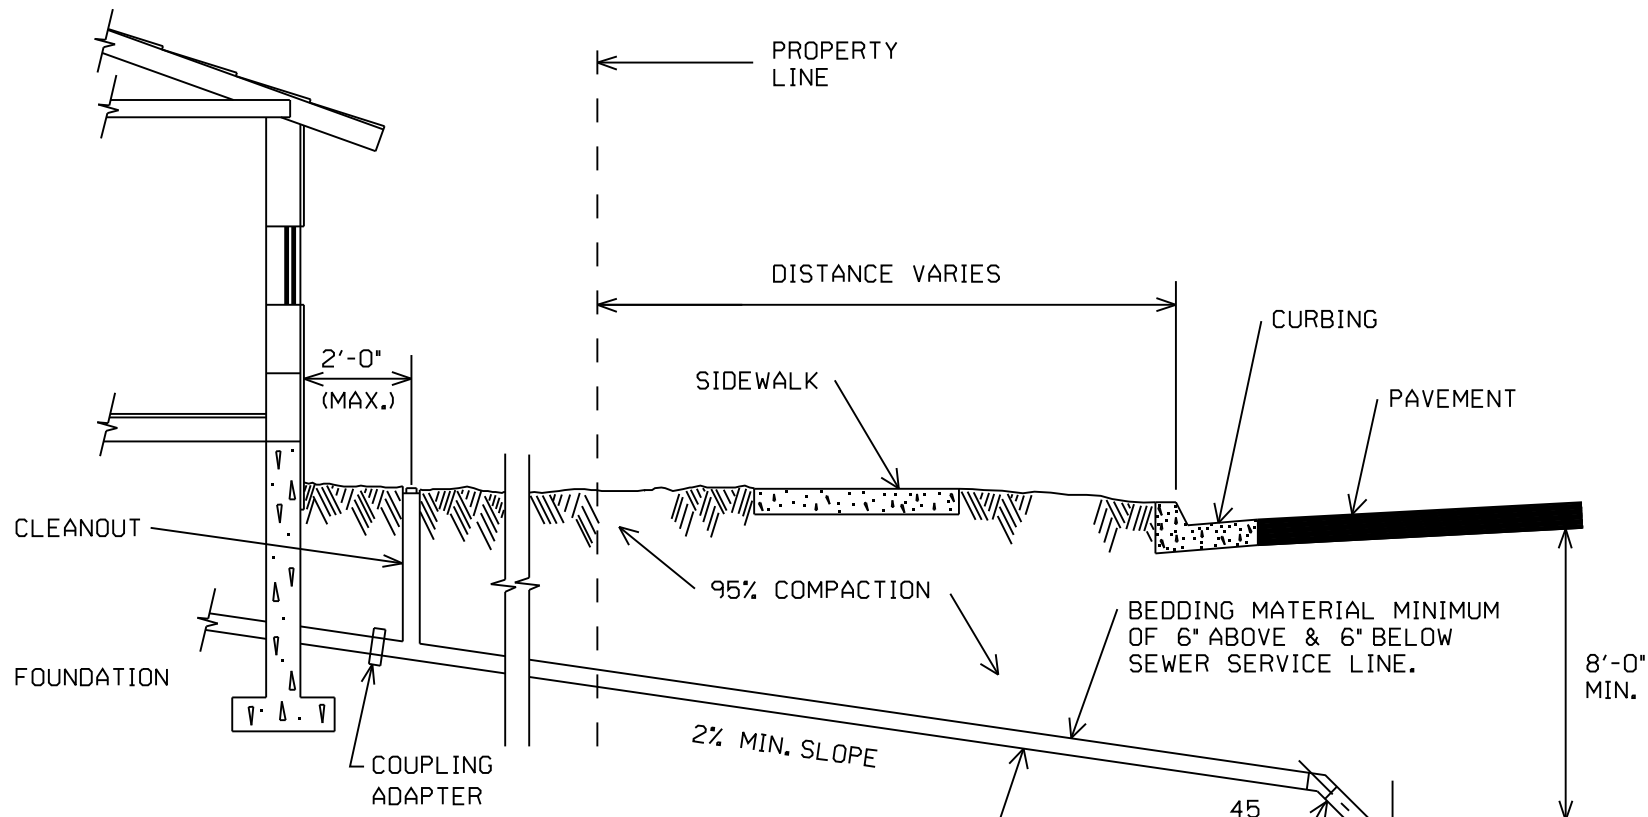 PROPERTY
LINE
DISTANCE VARIES
CURBING
2'-0"
(MAX.)
SIDEWALK
PAVEMENT
CLEANOUT
95% COMPACTION
BEDDING MATERIAL MINIMUM
OF 6" ABOVE & 6" BELOW
SEWER SERVICE LINE.
8'-0"
MIN.
FOUNDATION
2% MIN. SLOPE
COUPLING
ADAPTER
45